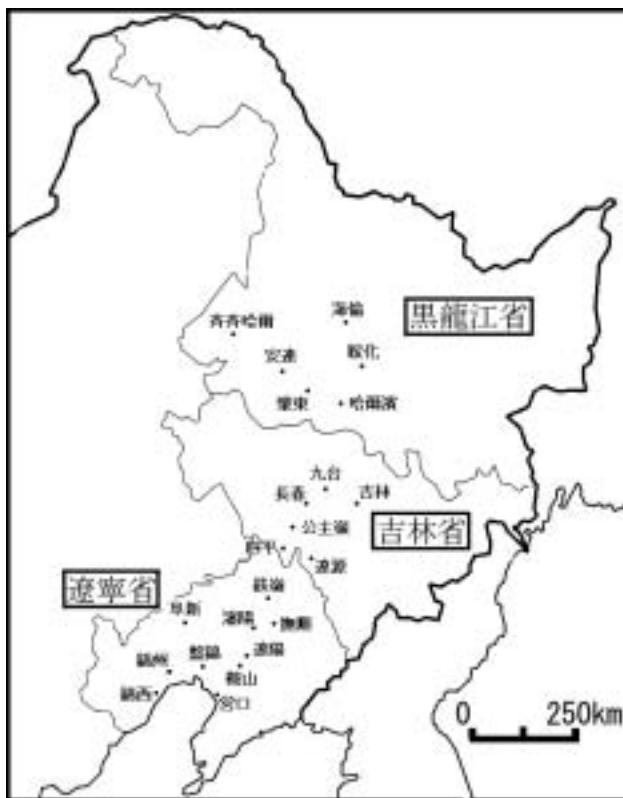 海倫
黒龍江省
斉斉哈爾
安達
綏化
肇東
哈爾濱
九台
長春
吉林
公主嶺
吉林省
四平
遼源
遼寧省
鉄嶺
阜新
瀋陽
撫順
遼陽
盤錦
錦州
鞍山
錦西
営口
0
250km